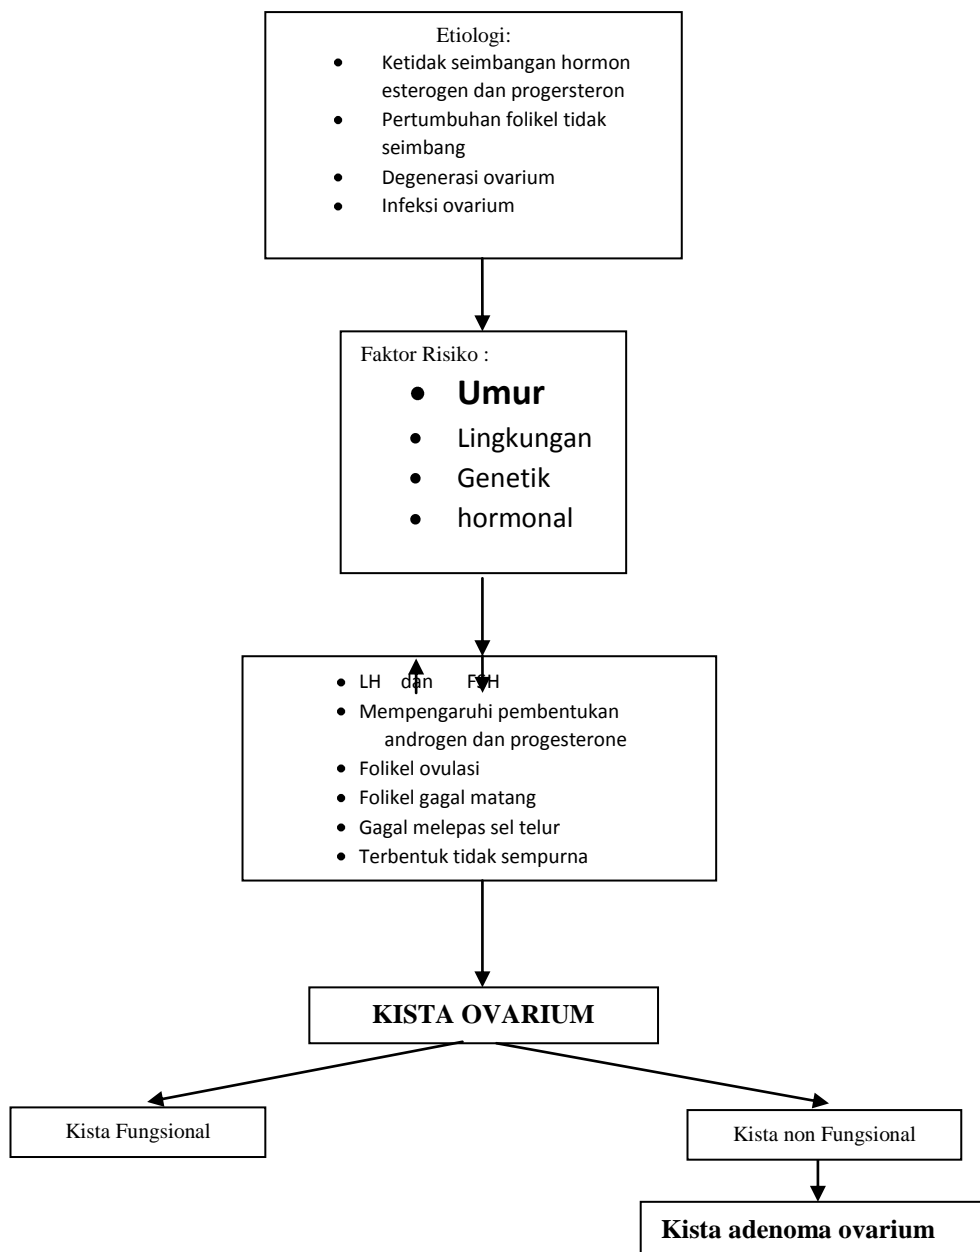 Etiologi:
• Ketidak seimbangan hormon
esterogen dan progersteron
• Pertumbuhan folikel tidak
seimbang
• Degenerasi ovarium
• Infeksi ovarium
Faktor Risiko :
• Umur
• Lingkungan
• Genetik
• hormonal
• LH dan FSH
• Mempengaruhi pembentukan
androgen dan progesterone
• Folikel ovulasi
• Folikel gagal matang
• Gagal melepas sel telur
• Terbentuk tidak sempurna
KISTA OVARIUM
Kista Fungsional
Kista non Fungsional
Kista adenoma ovarium